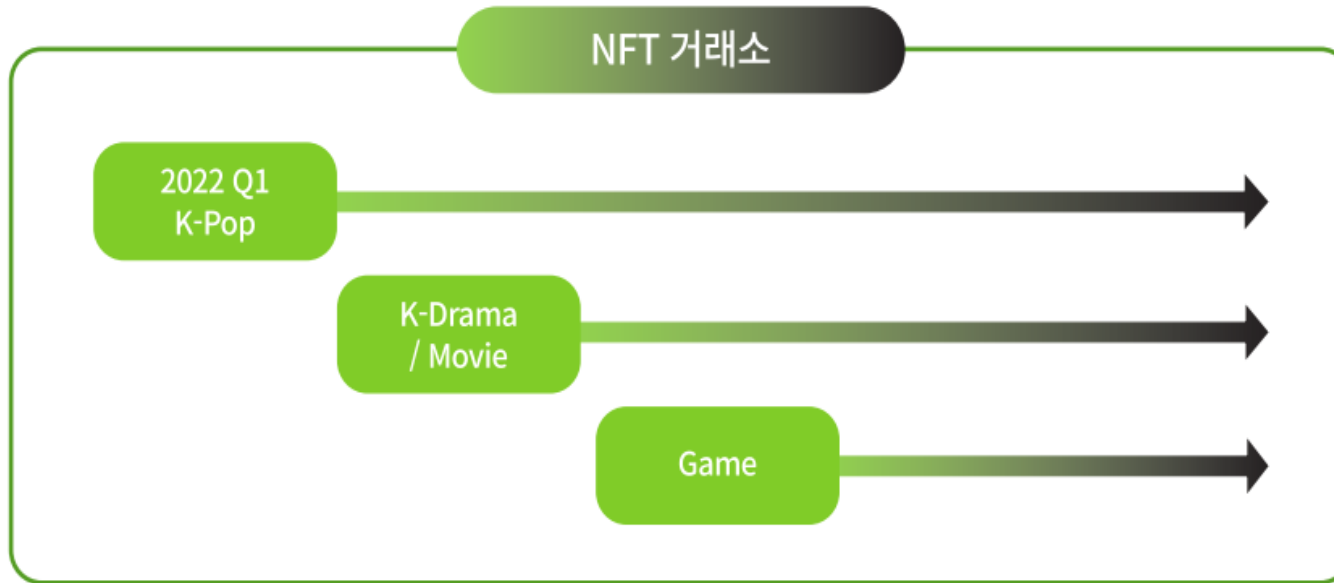 NFT 거래소
2022 Q1
K-Pop
K-Drama
/ Movie
Game